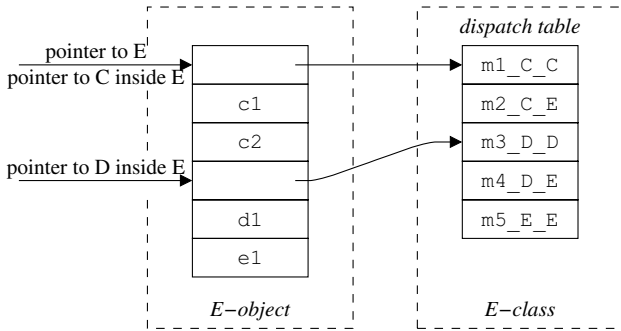 dispatch table
pointer to E
pointer to C inside E
m1_C_C
c1
m2_C_E
c2
m3_D_D
pointer to D inside E
m4_D_E
d1
m5_E_E
e1
E−object
E−class